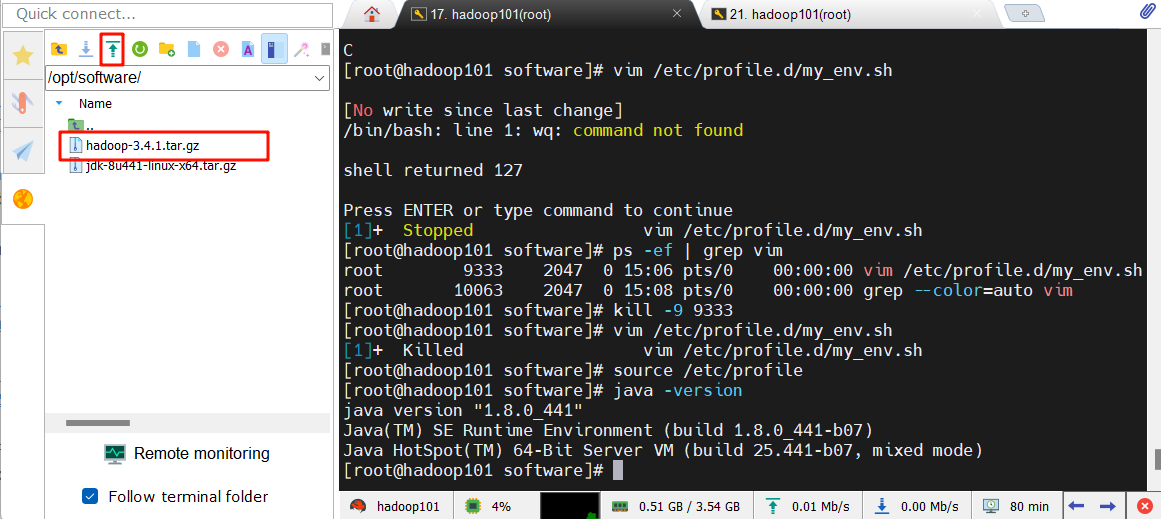 Quick connect...
17. hadoop101(root)
21. hadoop101(root)
/opt/software/
Name
..
hadoop-3.4.1.tar.gz
jdk-8u441-linux-x64.tar.gz
Remote monitoring
Follow terminal folder
C
[root@hadoop101 software]# vim /etc/profile.d/my_env.sh
[No write since last change]
/bin/bash: line 1: wq: command not found
shell returned 127
Press ENTER or type command to continue
[1]+  Stopped                 vim /etc/profile.d/my_env.sh
[root@hadoop101 software]# ps -ef | grep vim
root        9333    2047  0 15:06 pts/0    00:00:00 vim /etc/profile.d/my_env.sh
root       10063    2047  0 15:08 pts/0    00:00:00 grep --color=auto vim
[root@hadoop101 software]# kill -9 9333
[root@hadoop101 software]# vim /etc/profile.d/my_env.sh
[1]+  Killed                  vim /etc/profile.d/my_env.sh
[root@hadoop101 software]# source /etc/profile
[root@hadoop101 software]# java -version
java version "1.8.0_441"
Java(TM) SE Runtime Environment (build 1.8.0_441-b07)
Java HotSpot(TM) 64-Bit Server VM (build 25.441-b07, mixed mode)
[root@hadoop101 software]#
hadoop101
4%
0.51 GB / 3.54 GB
0.01 Mb/s
0.00 Mb/s
80 min